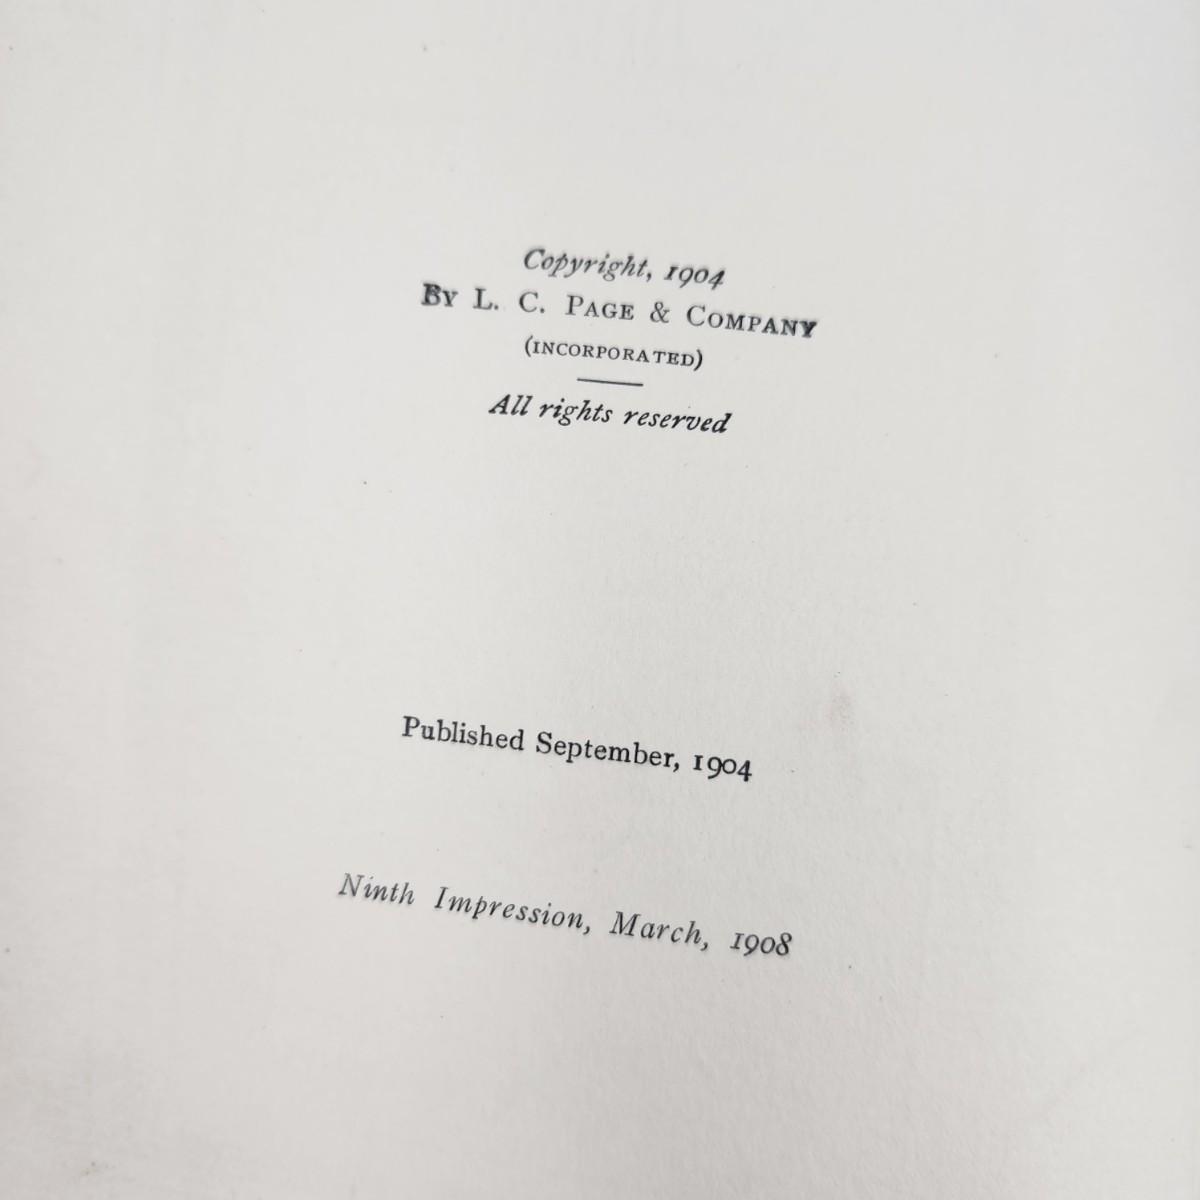 Copyright, 1904
By L. C. Page & Company
(INCORPORATED)
All rights reserved
Published September, 1904
Ninth Impression, March, 1908